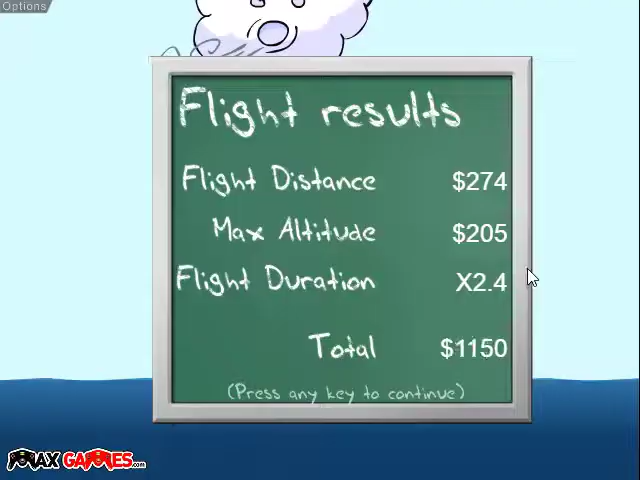 Options
Flight results
Flight Distance $274
Max Altitude $205
Flight Duration X2.4
Total $1150
(Press any key to continue)
MAX GAMES.com